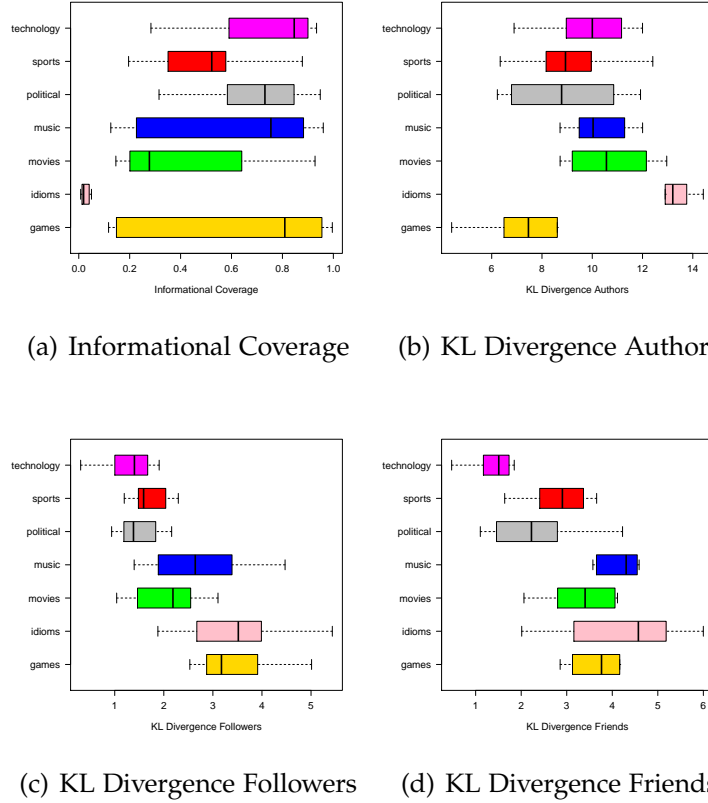 technology
sports
political
music
movies
idioms
games
0.0 0.2 0.4 0.6 0.8 1.0
Informational Coverage
(a) Informational Coverage
technology
sports
political
music
movies
idioms
games
6 8 10 12 14
KL Divergence Authors
(b) KL Divergence Author
technology
sports
political
music
movies
idioms
games
1 2 3 4 5
KL Divergence Followers
(c) KL Divergence Followers
technology
sports
political
music
movies
idioms
games
1 2 3 4 5 6
KL Divergence Friends
(d) KL Divergence Friends